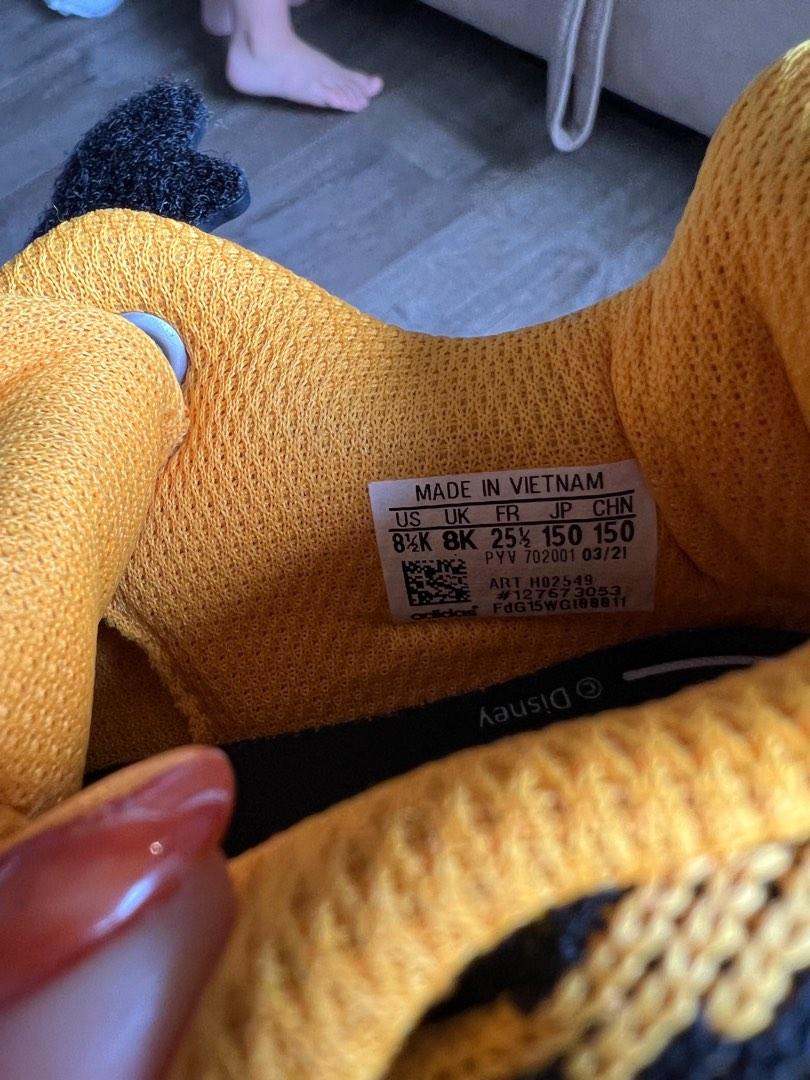 MADE IN VIETNAM
US UK FR JP CHN
8½K 8K 25½ 150 150
PYV 702001 03/21
ART H02549
#127673053
adidas
© Disney